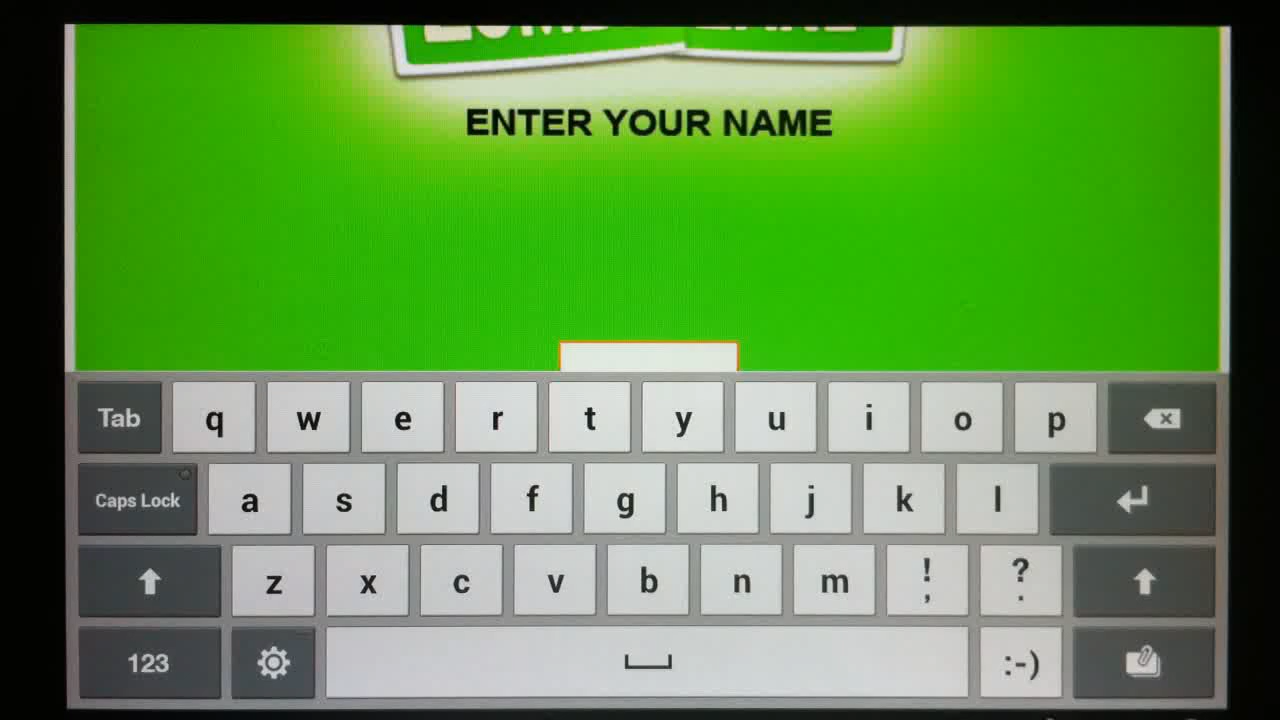 ENTER YOUR NAME
Tab q w e r t y u i o p
Caps Lock a s d f g h j k l
z x c v b n m ! , ? .
123 :-)